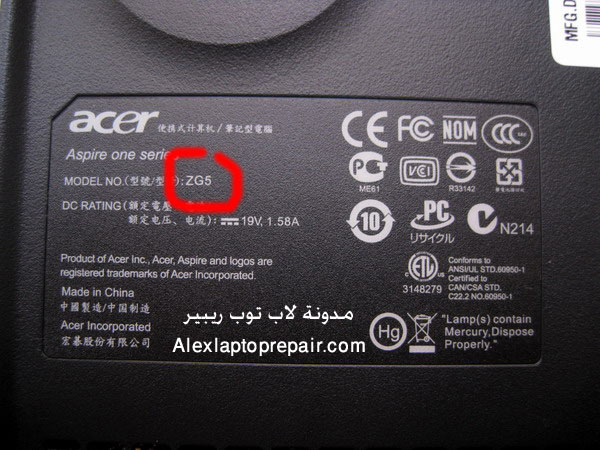 MFG.D
acer 便携式计算机/筆記型電腦
Aspire one series
MODEL NO.(型號/型):ZG5
DC RATING(額定電壓
額定电压、电流): 19V, 1.58A
Product of Acer Inc., Acer, Aspire and logos are
registered trademarks of Acer Incorporated.
Made in China
中國製造/中国制造
Acer Incorporated
宏碁股份有限公司
CE FC NOM CCC
PG
ME61
VCI
R33142
10
PC
リサイクル
N214
ETL
3148279
Conforms to
ANSI/UL STD.60950-1
Certified to
CAN/CSA STD.
C22.2 NO.60950-1
Hg
"Lamp(s) contain
Mercury,Dispose
Properly."
مدونة لاب توب ريبير
Alexlaptoprepair.com